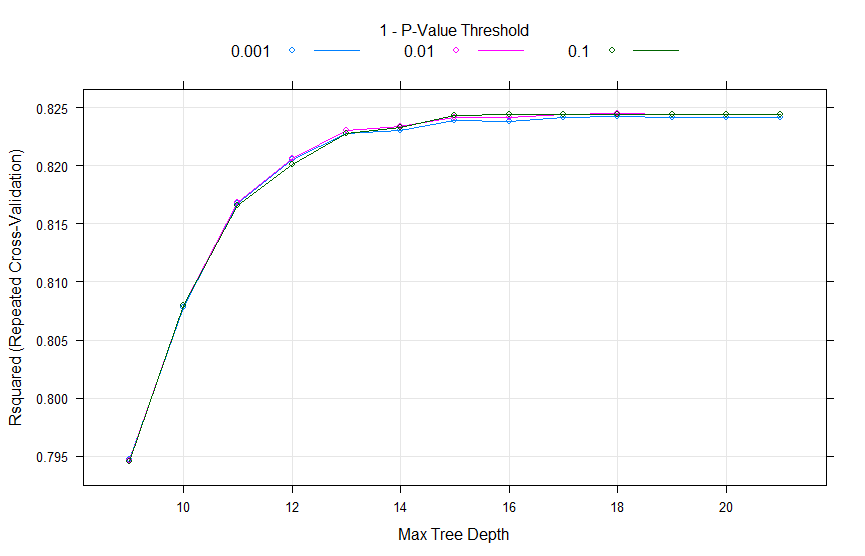 1 - P-Value Threshold
0.001 0.01 0.1
0.825
0.820
0.815
0.810
0.805
0.800
0.795
Rsquared (Repeated Cross-Validation)
10 12 14 16 18 20
Max Tree Depth